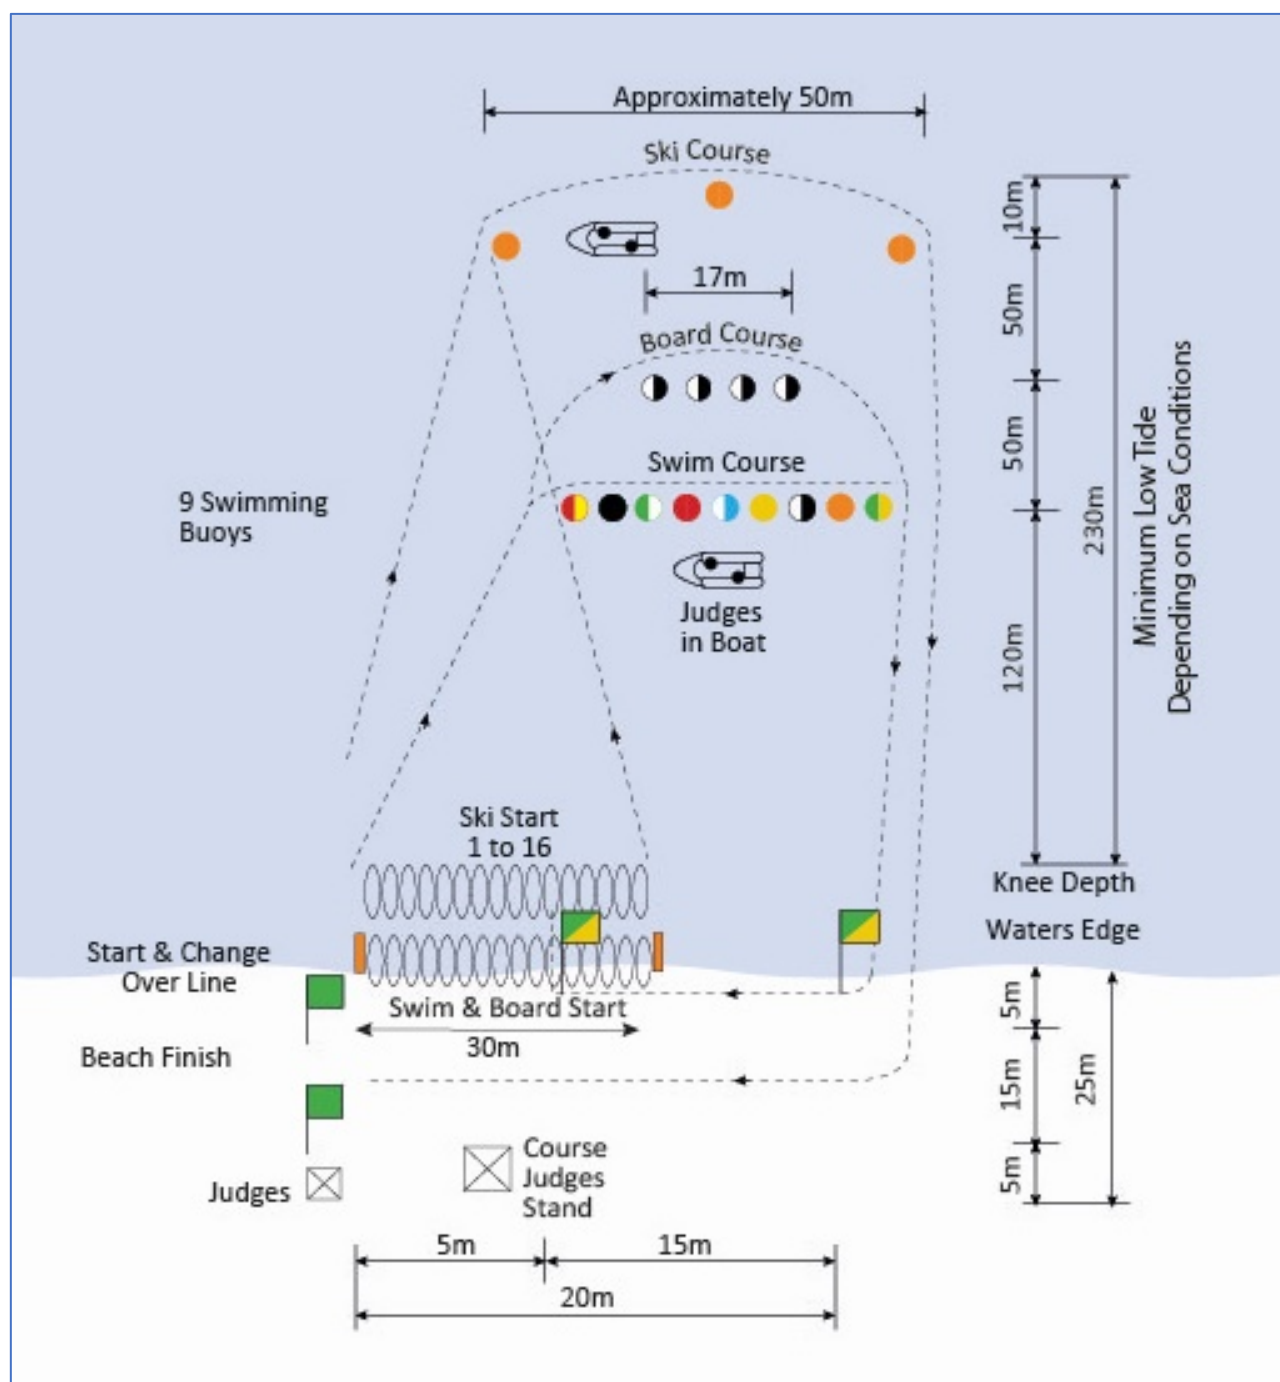 Approximately 50m
Ski Course
10m
17m
50m
Board Course
50m
Swim Course
9 Swimming
Buoys
Judges
in Boat
120m
230m
Minimum Low Tide
Depending on Sea Conditions
Ski Start
1 to 16
Knee Depth
Waters Edge
Start & Change
Over Line
Swim & Board Start
30m
Beach Finish
5m
15m
25m
5m
Course
Judges
Stand
Judges
5m
15m
20m